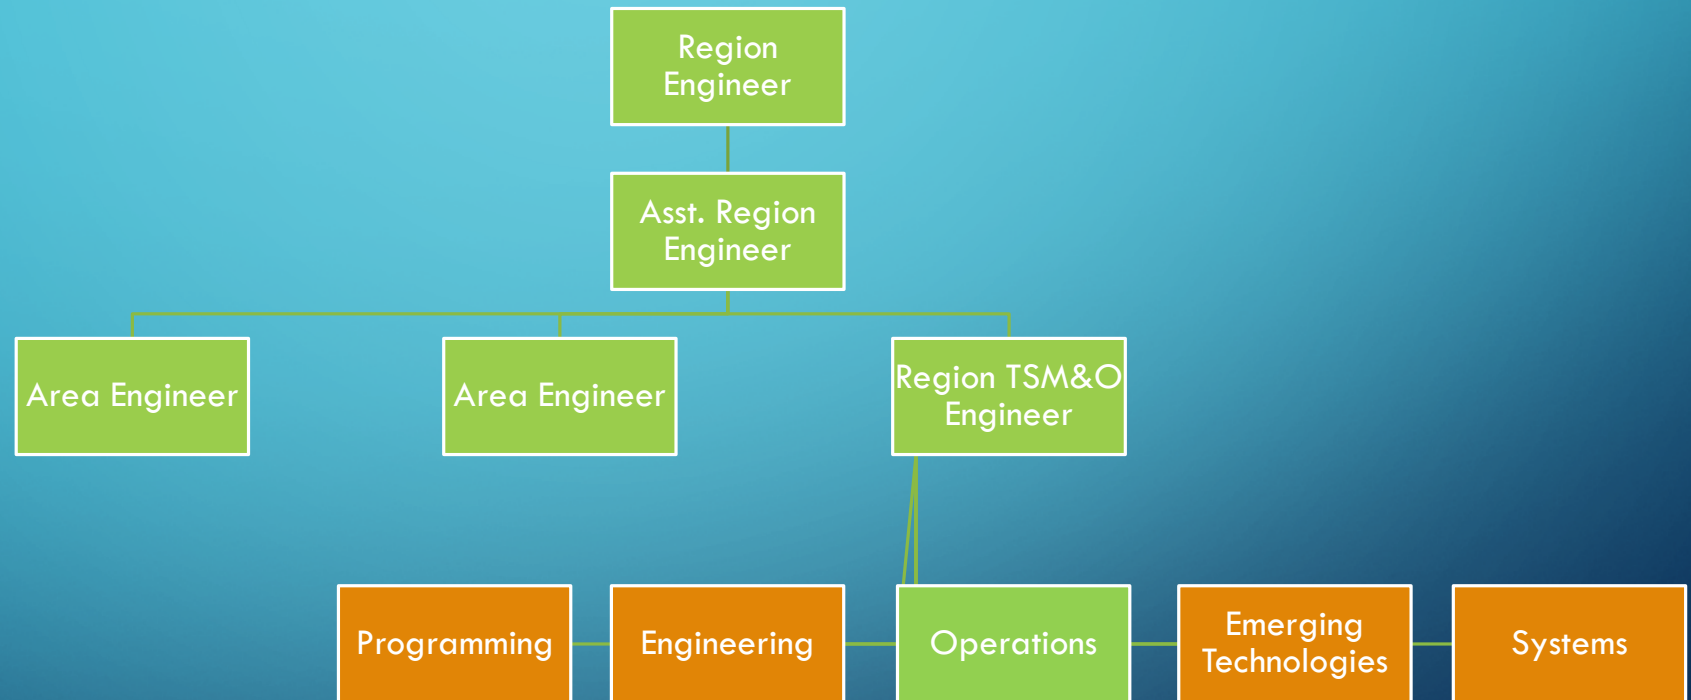 Region
Engineer
Asst. Region
Engineer
Area Engineer
Area Engineer
Region TSM&O
Engineer
Programming
Engineering
Operations
Emerging
Technologies
Systems